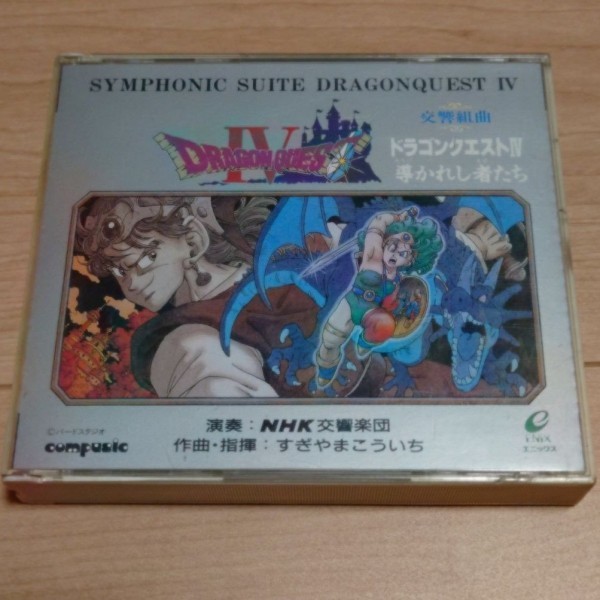 SYMPHONIC SUITE DRAGONQUEST IV
交響組曲
DRAGON QUEST
IV
ドラゴンクエストIV
導かれし者たち
演奏:NHK交響楽団
作曲・指揮:すぎやまこういち
©バードスタジオ
compusic
エニックス